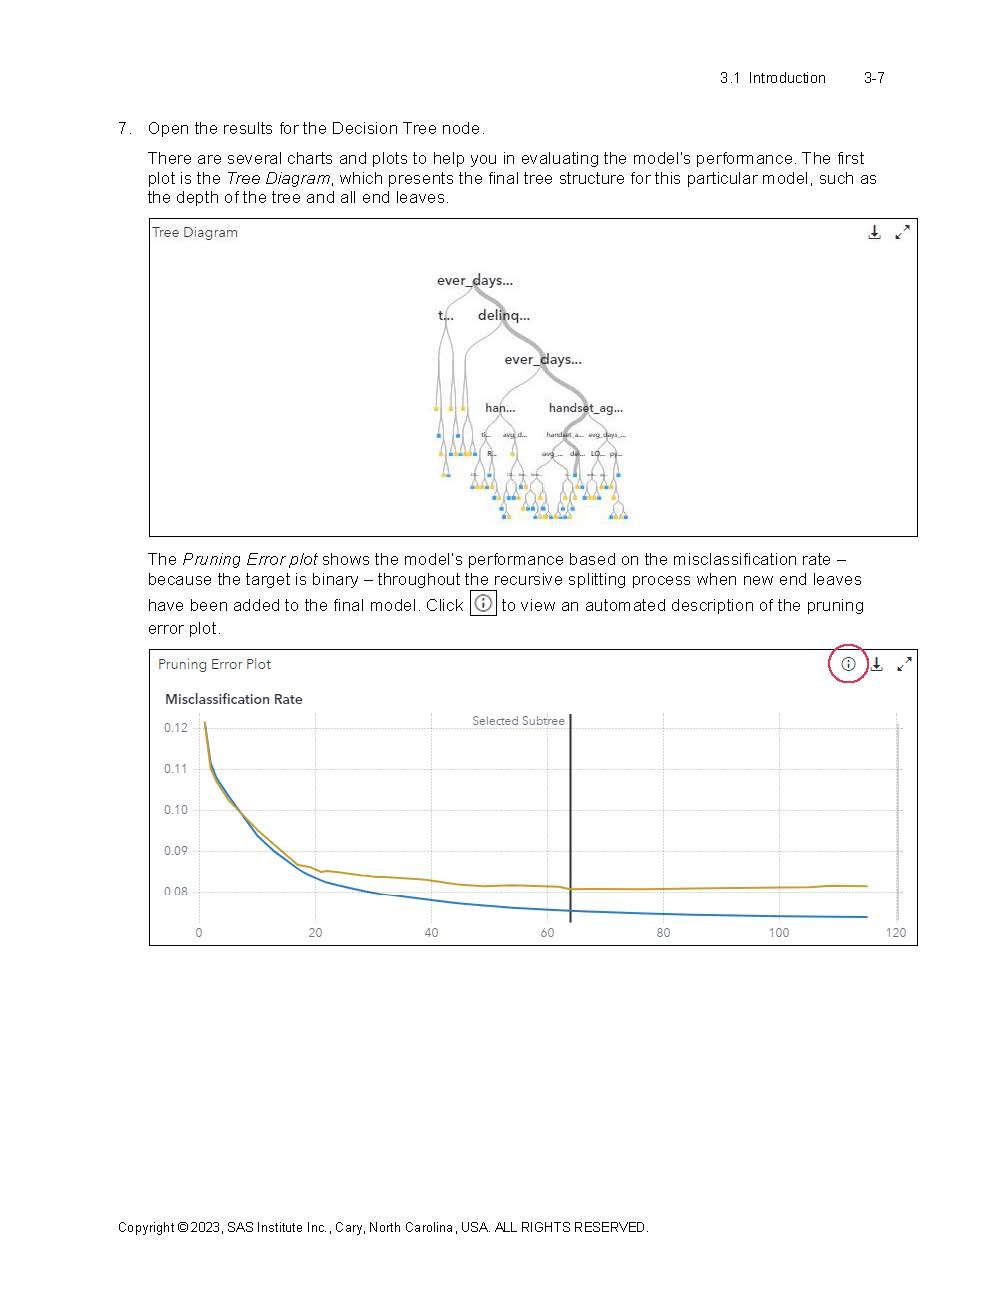 3.1 Introduction 3-7
7. Open the results for the Decision Tree node.
There are several charts and plots to help you in evaluating the model's performance. The first
plot is the Tree Diagram, which presents the final tree structure for this particular model, such as
the depth of the tree and all end leaves.
Tree Diagram
ever_days...
t... delinq...
ever_days...
han... handset_ag...
ti... avg_d... handset_a... avg_days_...
R... avg_... del... LO... py...
The Pruning Error plot shows the model's performance based on the misclassification rate –
because the target is binary – throughout the recursive splitting process when new end leaves
have been added to the final model. Click to view an automated description of the pruning
error plot.
Pruning Error Plot
Misclassification Rate
Selected Subtree
0.12
0.11
0.10
0.09
0.08
0 20 40 60 80 100 120
Copyright © 2023, SAS Institute Inc., Cary, North Carolina, USA. ALL RIGHTS RESERVED.